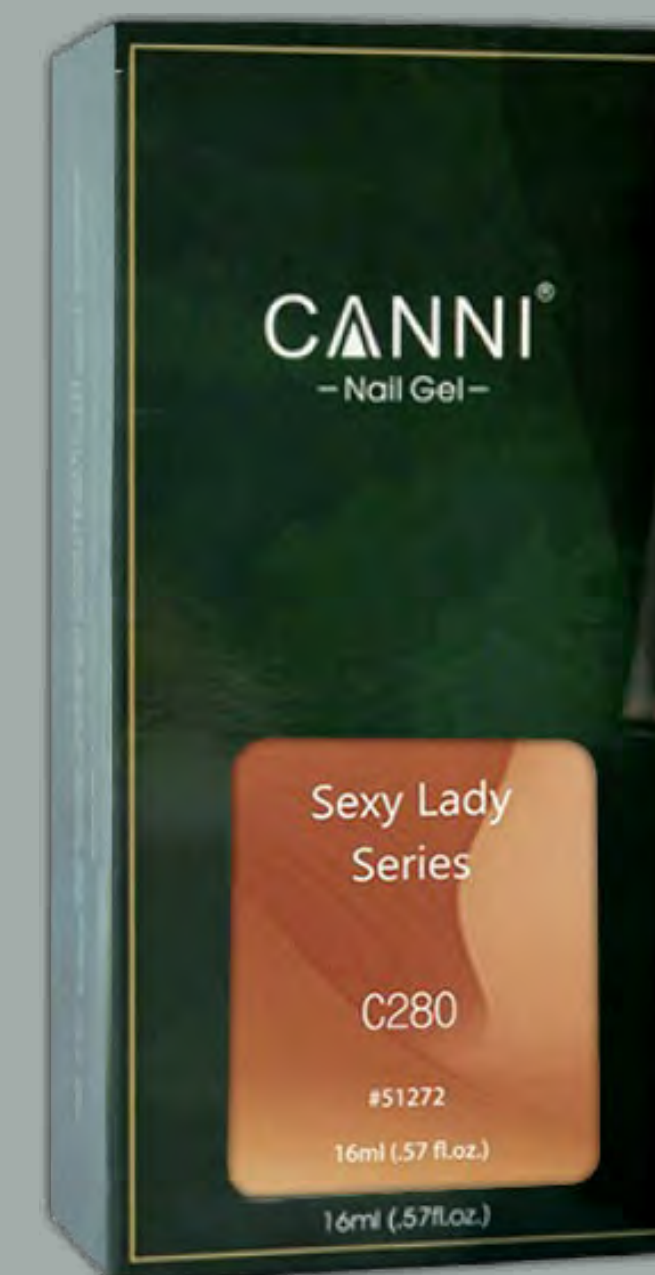 CANNI®
–Nail Gel–
Sexy Lady
Series
C280
#51272
16ml (.57 fl.oz.)
16ml (.57fl.oz.)